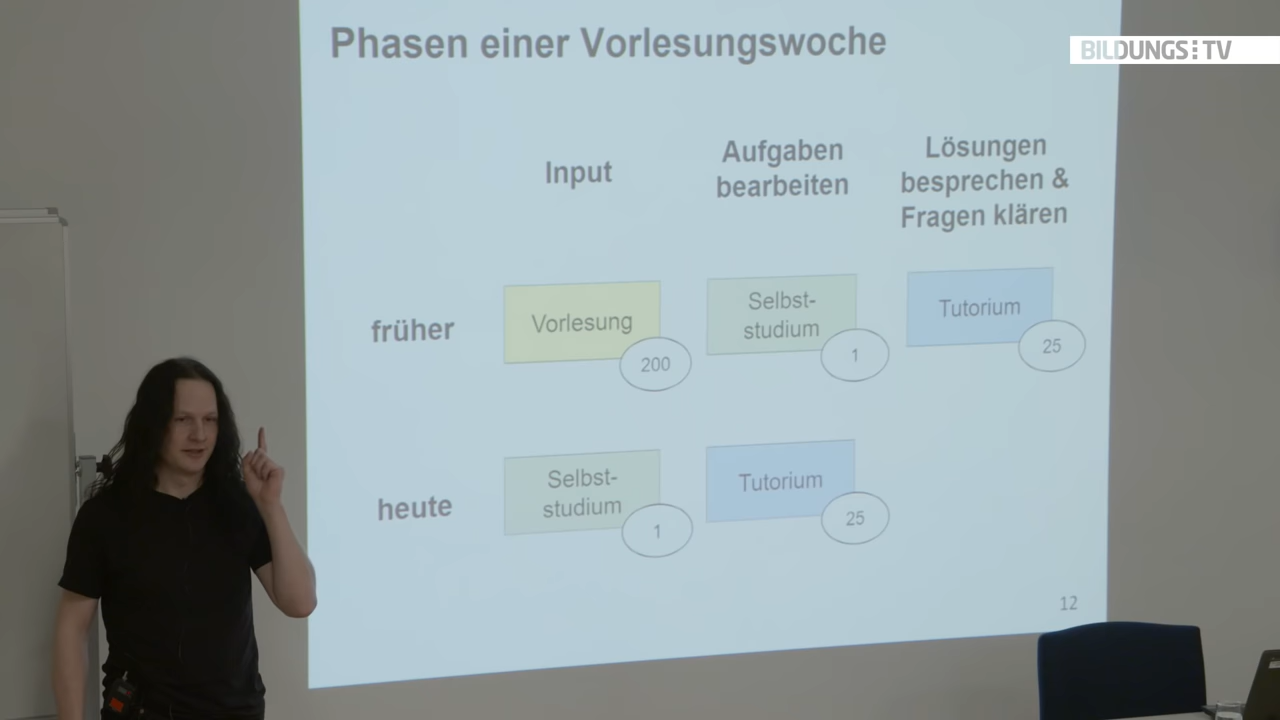 Phasen einer Vorlesungswoche
BILDUNGS:TV
Input
Aufgaben
bearbeiten
Lösungen
besprechen &
Fragen klären
früher
Vorlesung
200
Selbst-
studium
1
Tutorium
25
heute
Selbst-
studium
1
Tutorium
25
12